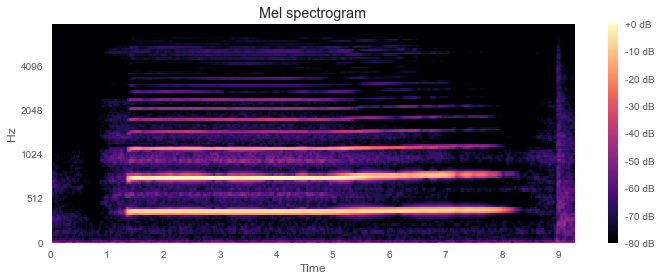 Mel spectrogram
+0 dB
-10 dB
-20 dB
-30 dB
-40 dB
-50 dB
-60 dB
-70 dB
-80 dB
Hz
4096
2048
1024
512
0
0 1 2 3 4 5 6 7 8 9
Time